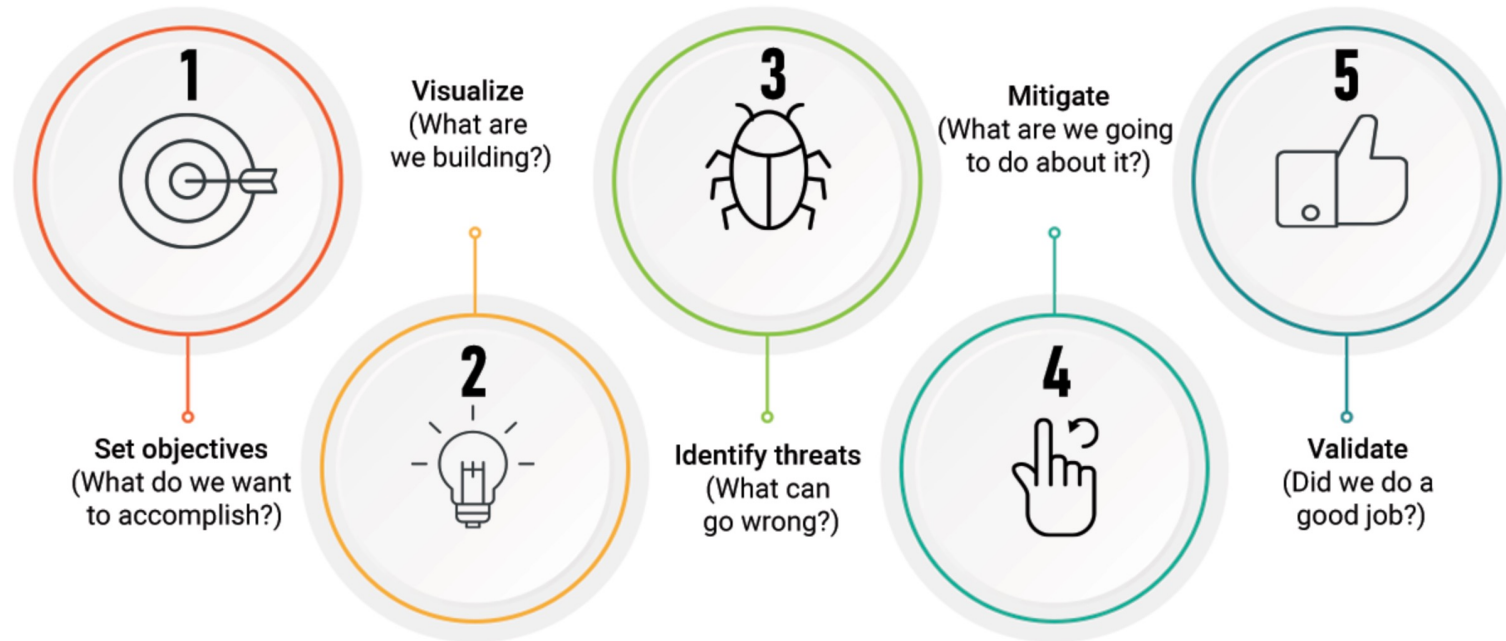 1
Set objectives
(What do we want
to accomplish?)
Visualize
(What are
we building?)
2
3
Identify threats
(What can
go wrong?)
Mitigate
(What are we going
to do about it?)
4
5
Validate
(Did we do a
good job?)